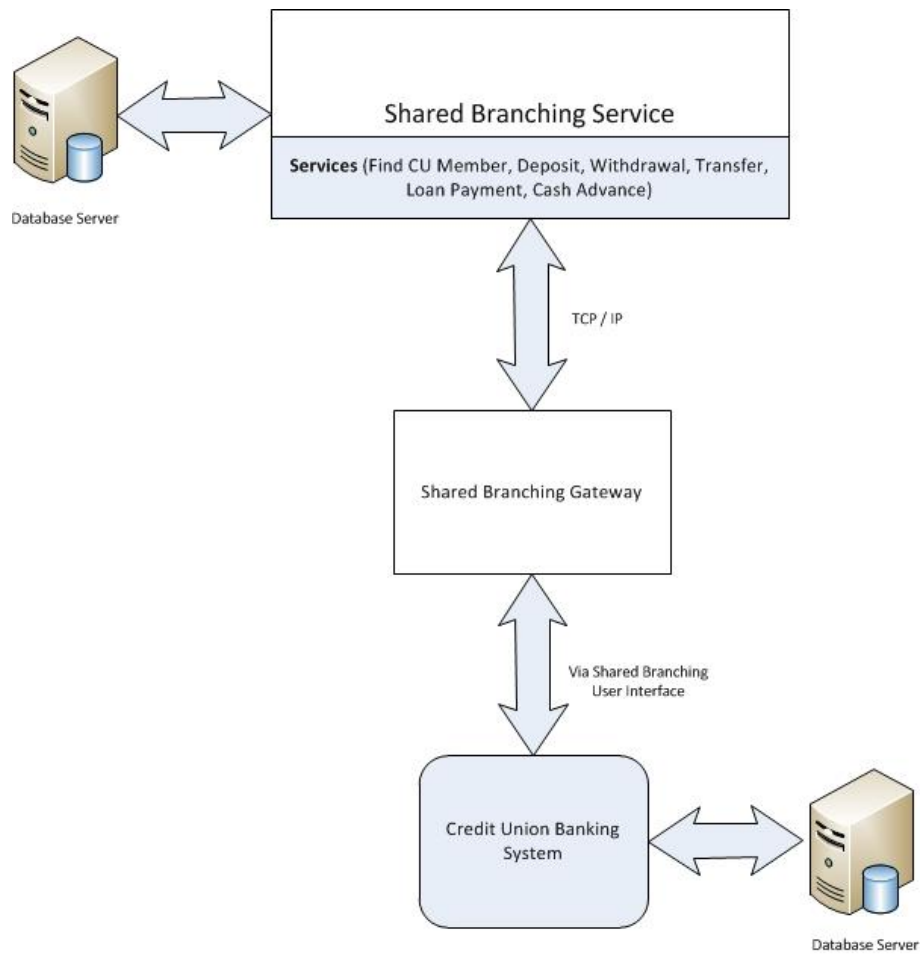 Shared Branching Service
Services (Find CU Member, Deposit, Withdrawal, Transfer,
Loan Payment, Cash Advance)
Database Server
TCP / IP
Shared Branching Gateway
Via Shared Branching
User Interface
Credit Union Banking
System
Database Server